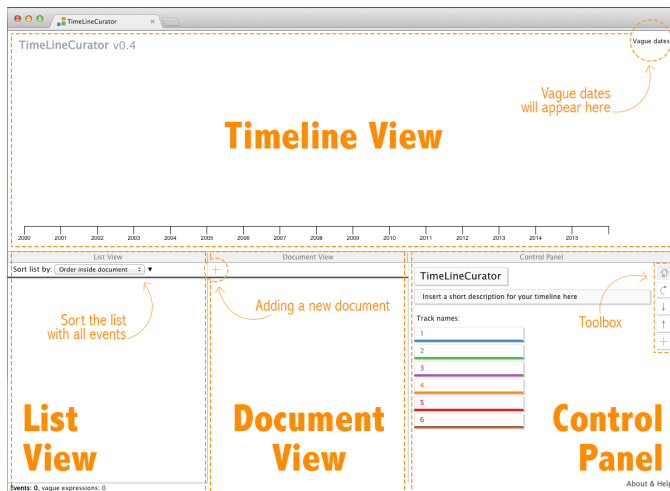 TimeLineCurator
TimeLineCurator v0.4
Vague dates
Vague dates
will appear here
Timeline View
2000 2001 2002 2003 2004 2005 2006 2007 2008 2009 2010 2011 2012 2013 2014 2015
List View
Document View
Control Panel
Sort list by: Order inside document
Sort the list
with all events
Adding a new document
TimeLineCurator
Insert a short description for your timeline here
Track names:
Toolbox
1
2
3
4
5
6
List
View
Document
View
Control
Panel
About & Help
Events: 0, vague expressions: 0